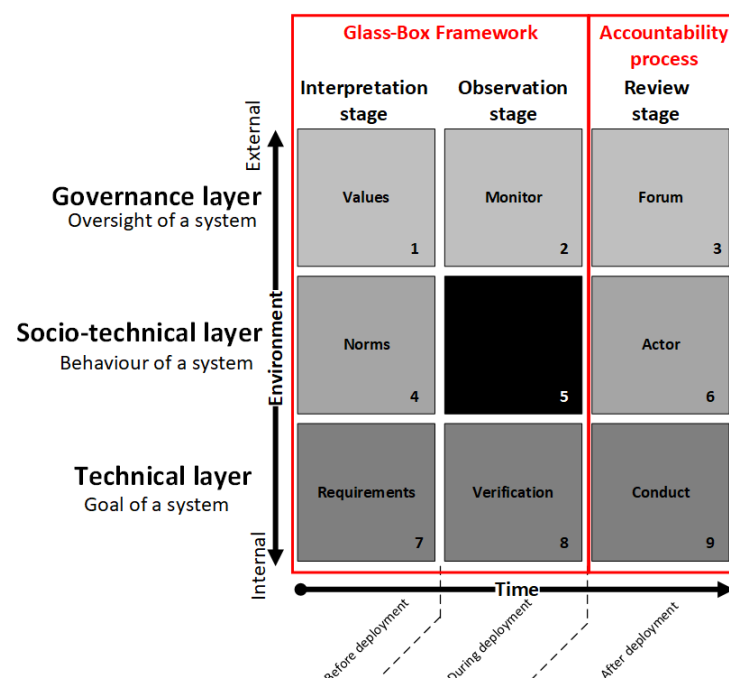 Glass-Box Framework
Accountability
process
Interpretation
stage
Observation
stage
Review
stage
External
Governance layer
Oversight of a system
Values
1
Monitor
2
Forum
3
Environment
Socio-technical layer
Behaviour of a system
Norms
4
5
Actor
6
Technical layer
Goal of a system
Requirements
7
Verification
8
Conduct
9
Internal
Time
Before deployment
During deployment
After deployment